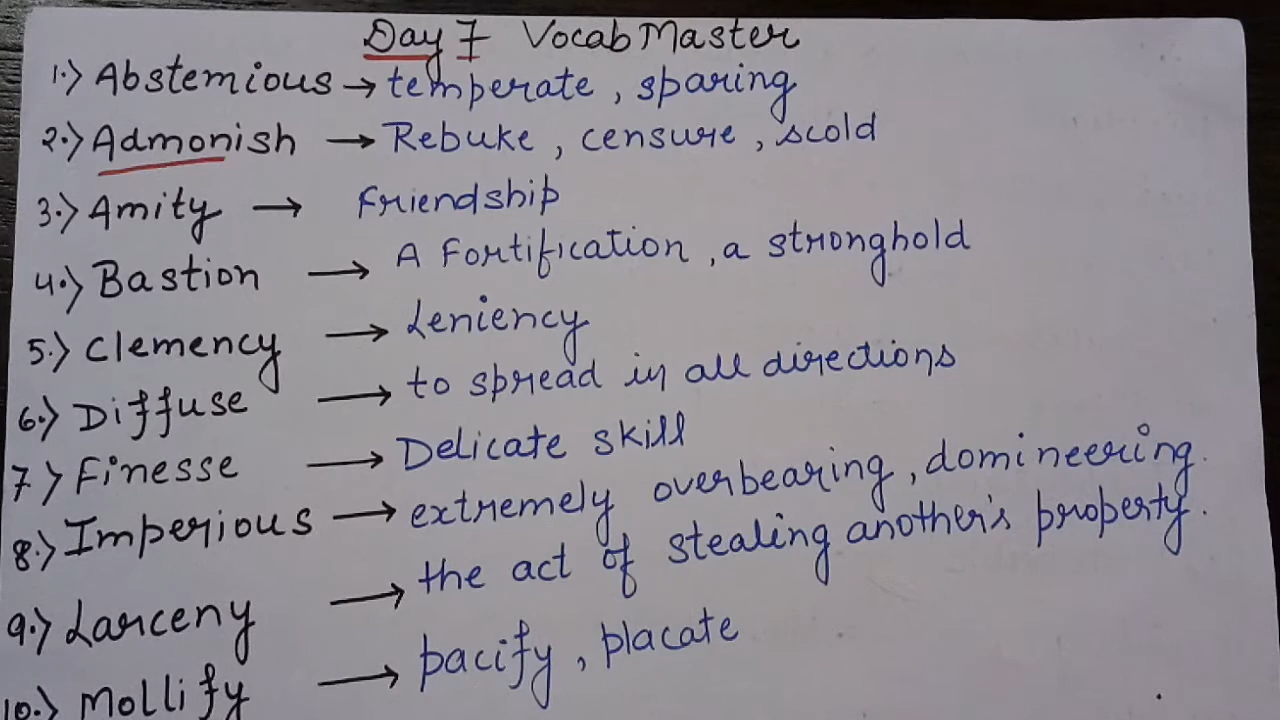 Day 7 Vocab Master
1.) Abstemious → temperate, sparing
2.) Admonish → Rebuke, censure, scold
3.) Amity → Friendship
4.) Bastion → A Fortification, a stronghold
5.) Clemency → Leniency
6.) Diffuse → to spread in all directions
7) Finesse → Delicate skill
8.) Imperious → extremely overbearing, domineering.
9.) Larceny → the act of stealing another's property.
10.) Mollify → pacify, placate